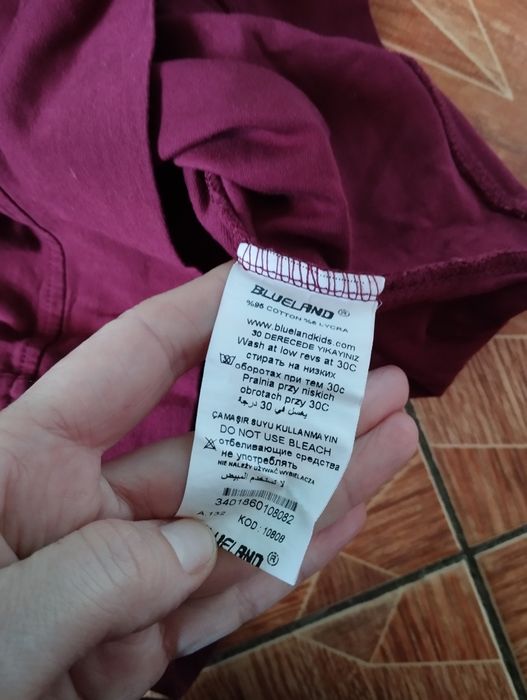 BLUELAND ®
%95 COTTON %5 LYCRA
www.bluelandkids.com
30 DERECEDE YIKAYINIZ
Wash at low revs at 30C
стирать на низких
оборотах при тем 30с
Pralnia przy niskich
obrotach przy 30C
يغسل في 30 درجة
ÇAMAŞIR SUYU KULLANMAYIN
DO NOT USE BLEACH
отбеливающие средства
не употреблять
NIE NALEŻY UŻYWAĆ WYBIELACZA
لا تستخدم المبيض
3401860108082
A.132 KOD : 10808
BLUELAND ®